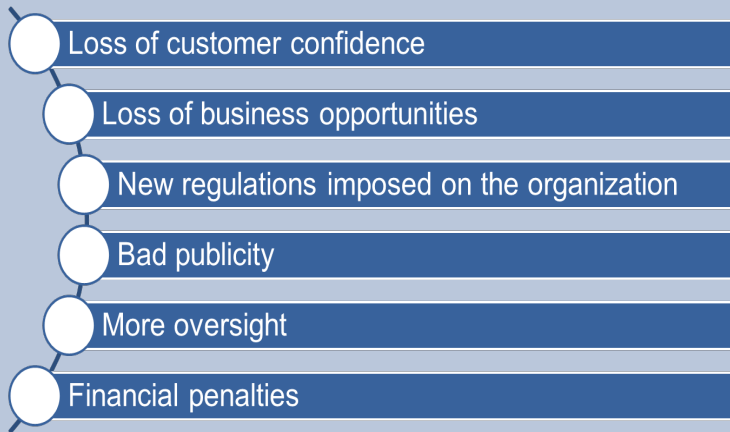 Loss of customer confidence
Loss of business opportunities
New regulations imposed on the organization
Bad publicity
More oversight
Financial penalties